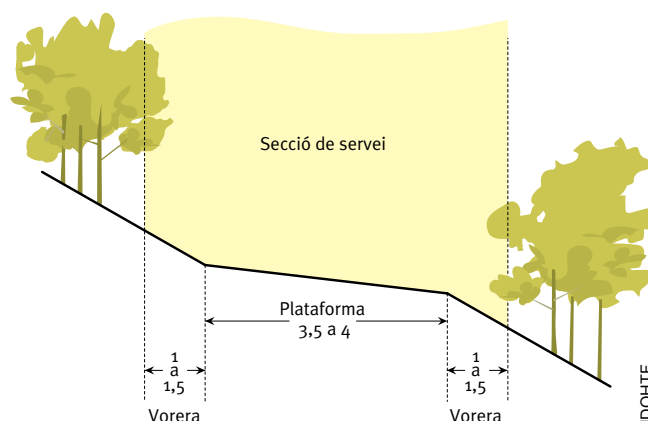 Secció de servei
Plataforma
3,5 a 4
1
a
1,5
Vorera
1
a
1,5
Vorera